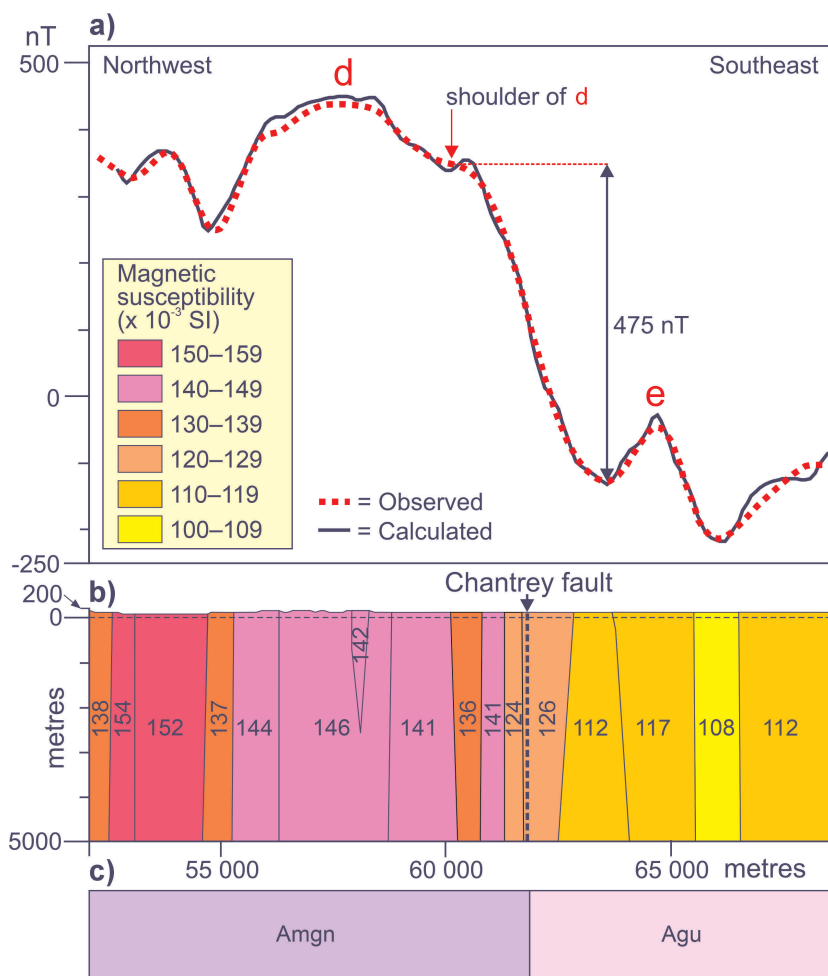 a)
nT
500
Northwest
d
Southeast
shoulder of d
Magnetic
susceptibility
(x 10⁻³ SI)
150–159
140–149
130–139
120–129
110–119
100–109
475 nT
0
e
= Observed
= Calculated
-250
b)
Chantrey fault
200
0
138
154
152
137
144
146
142
141
136
141
124
126
112
117
108
112
metres
5000
55 000
60 000
65 000
metres
c)
Amgn
Agu